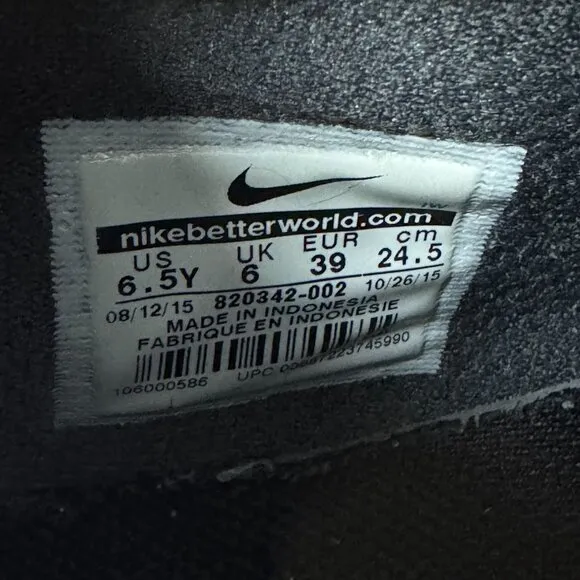 nikebetterworld.com
US UK EUR cm
6.5Y 6 39 24.5
08/12/15 820342-002 10/26/15
MADE IN INDONESIA
FABRIQUE EN INDONÉSIE
106000586 UPC